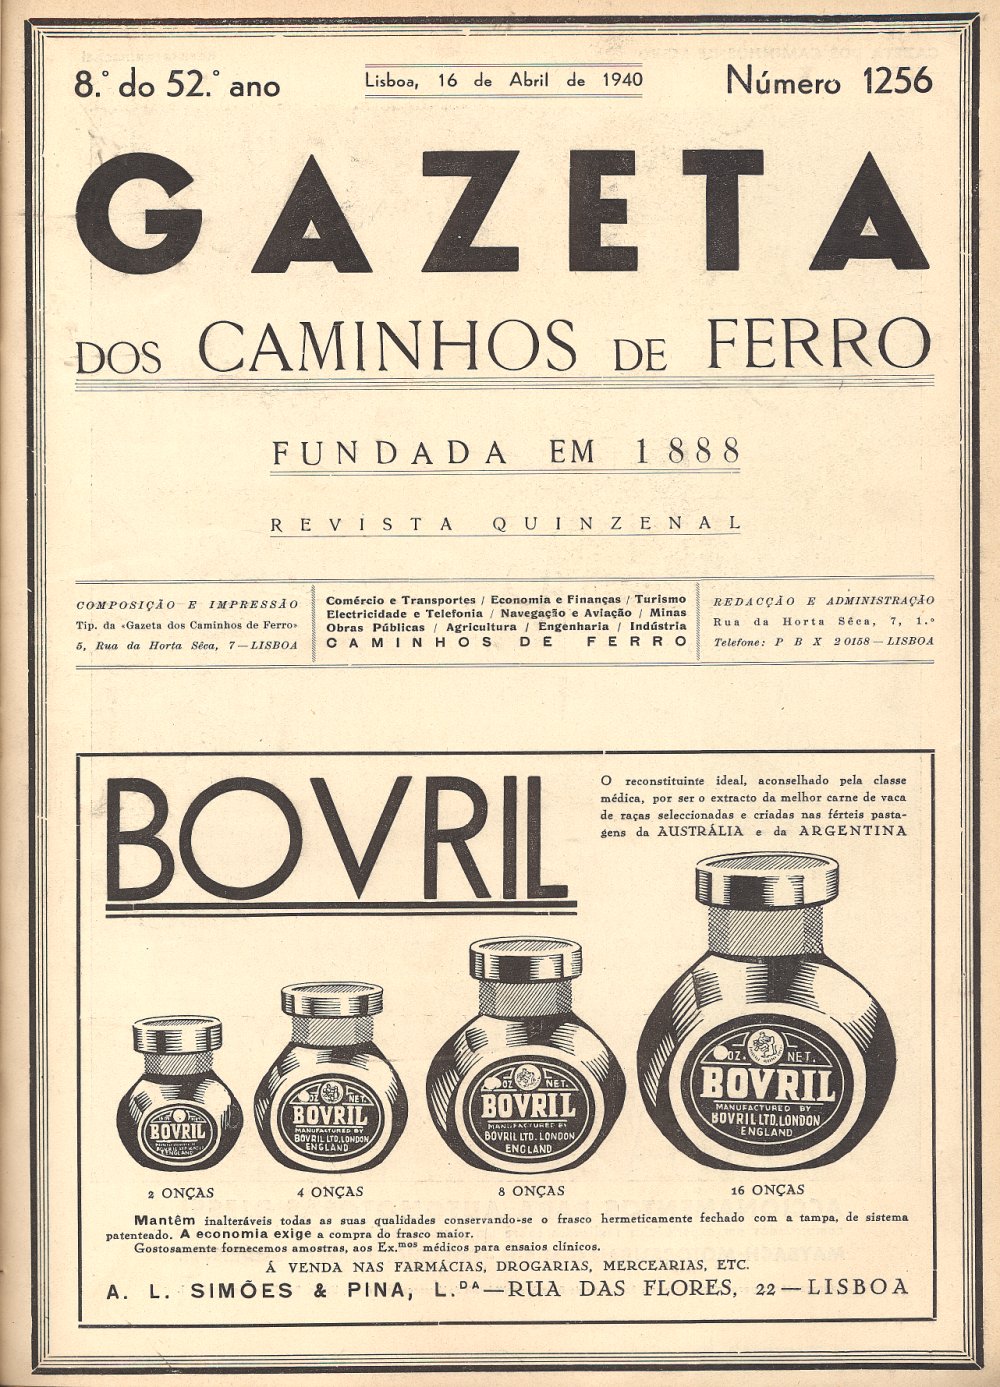 8.º do 52.º ano
Lisboa, 16 de Abril de 1940
Número 1256
GAZETA
DOS CAMINHOS DE FERRO
FUNDADA EM 1888
REVISTA QUINZENAL
COMPOSIÇÃO E IMPRESSÃO
Tip. da «Gazeta dos Caminhos de Ferro»
5, Rua da Horta Sêca, 7—LISBOA
Comércio e Transportes / Economia e Finanças / Turismo
Electricidade e Telefonia / Navegação e Aviação / Minas
Obras Públicas / Agricultura / Engenharia / Indústria
CAMINHOS DE FERRO
REDACÇÃO E ADMINISTRAÇÃO
Rua da Horta Sêca, 7, 1.º
Telefone: P B X 20158—LISBOA
BOVRIL
O reconstituinte ideal, aconselhado pela classe
médica, por ser o extracto da melhor carne de vaca
de raças seleccionadas e criadas nas férteis pasta-
gens da AUSTRÁLIA e da ARGENTINA
BOVRIL
ENGLAND
OZ. NET.
BOVRIL
MANUFACTURED BY
BOVRIL LTD. LONDON
ENGLAND
OZ. NET.
BOVRIL
MANUFACTURED BY
BOVRIL LTD. LONDON
ENGLAND
OZ. NET.
BOVRIL
MANUFACTURED BY
BOVRIL LTD. LONDON
ENGLAND
2 ONÇAS
4 ONÇAS
8 ONÇAS
16 ONÇAS
Mantêm inalteráveis todas as suas qualidades conservando-se o frasco hermeticamente fechado com a tampa, de sistema
patenteado. A economia exige a compra do frasco maior.
Gostosamente fornecemos amostras, aos Ex.mos médicos para ensaios clínicos.
Á VENDA NAS FARMÁCIAS, DROGARIAS, MERCEARIAS, ETC.
A. L. SIMÕES & PINA, L.DA—RUA DAS FLORES, 22—LISBOA